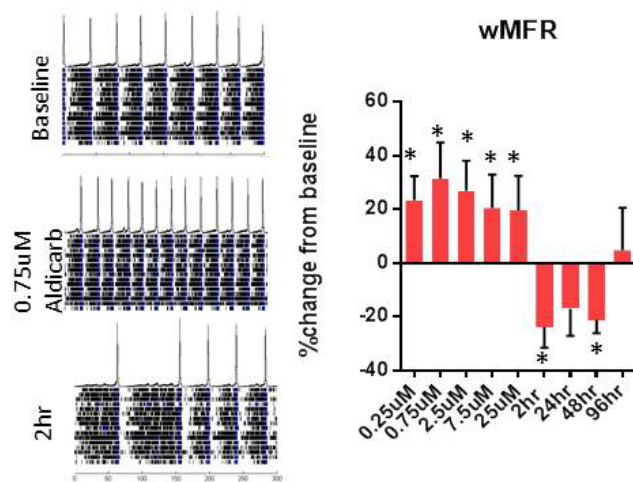 Baseline
0.75uM
Aldicarb
2hr
0 50 100 150 200 250 300
wMFR
%change from baseline
60
40
20
0
-20
-40
* * * * *
* *
0.25uM
0.75uM
2.5uM
7.5uM
25uM
2hr
24hr
48hr
96hr